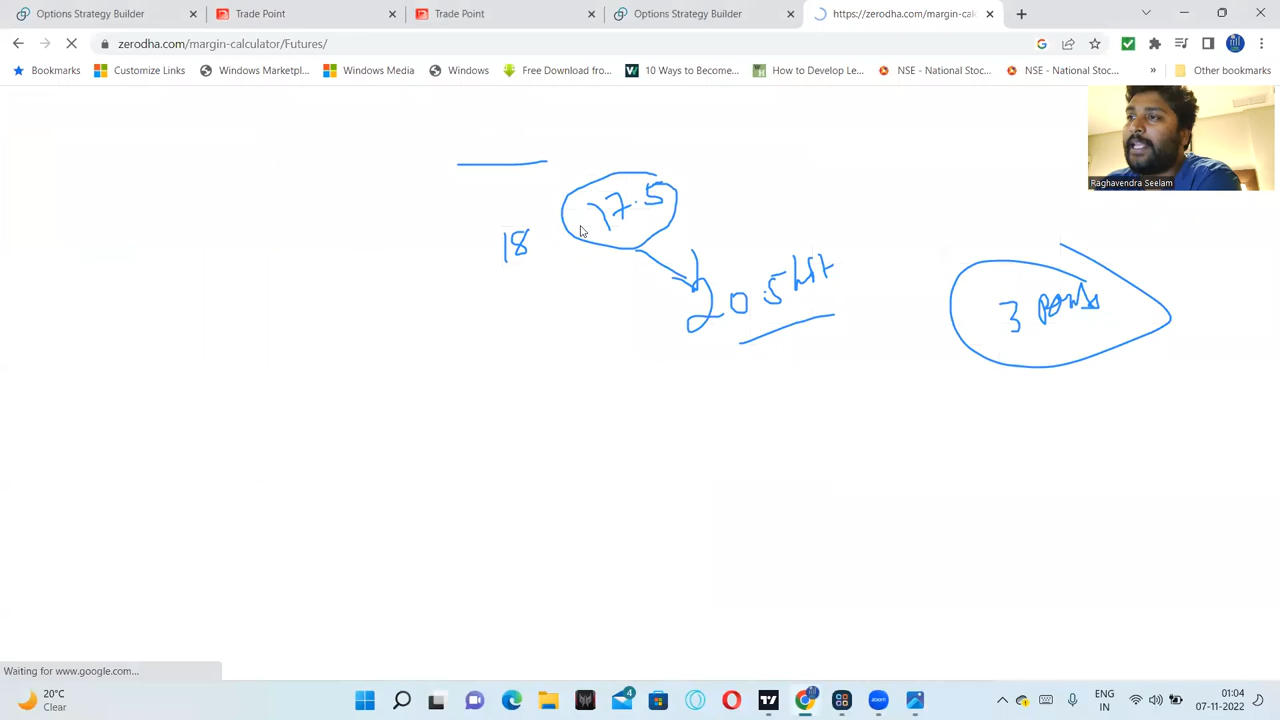 Options Strategy Builder
Trade Point
Trade Point
Options Strategy Builder
https://zerodha.com/margin-calc
zerodha.com/margin-calculator/Futures/
Bookmarks
Customize Links
Windows Marketpl...
Windows Media
Windows
Free Download fro...
10 Ways to Become...
How to Develop Le...
NSE - National Stoc...
NSE - National Stoc...
»
Other bookmarks
Raghavendra Seelam
17.5
18
20.5
3
Waiting for www.google.com...
20°C
Clear
4
ENG
IN
01:04
07-11-2022